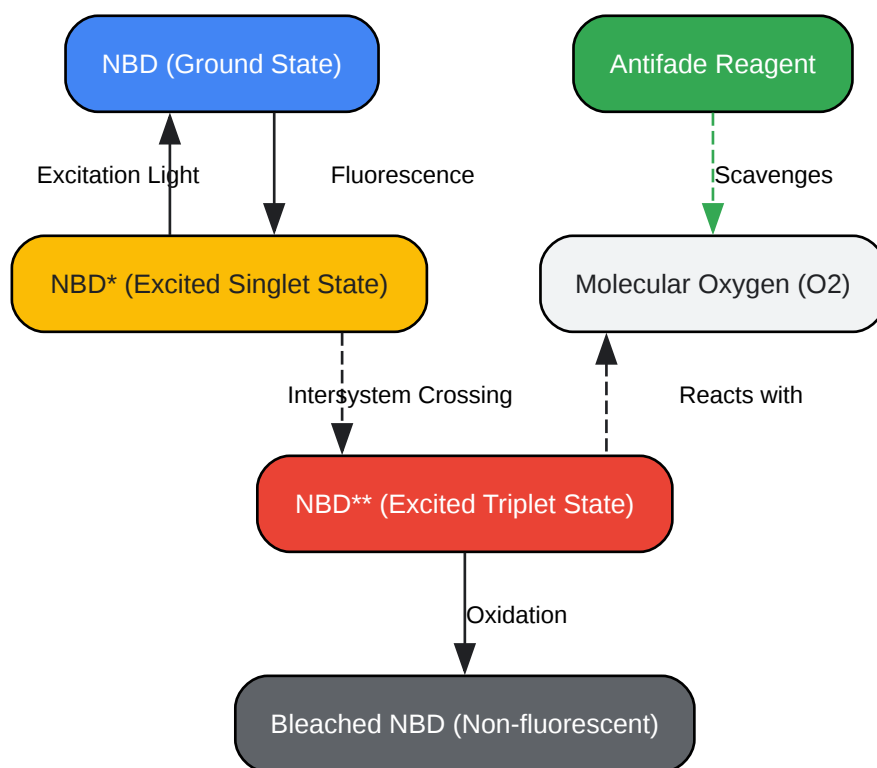 NBD (Ground State)
Antifade Reagent
Excitation Light
Fluorescence
Scavenges
NBD* (Excited Singlet State)
Molecular Oxygen (O2)
Intersystem Crossing
Reacts with
NBD** (Excited Triplet State)
Oxidation
Bleached NBD (Non-fluorescent)